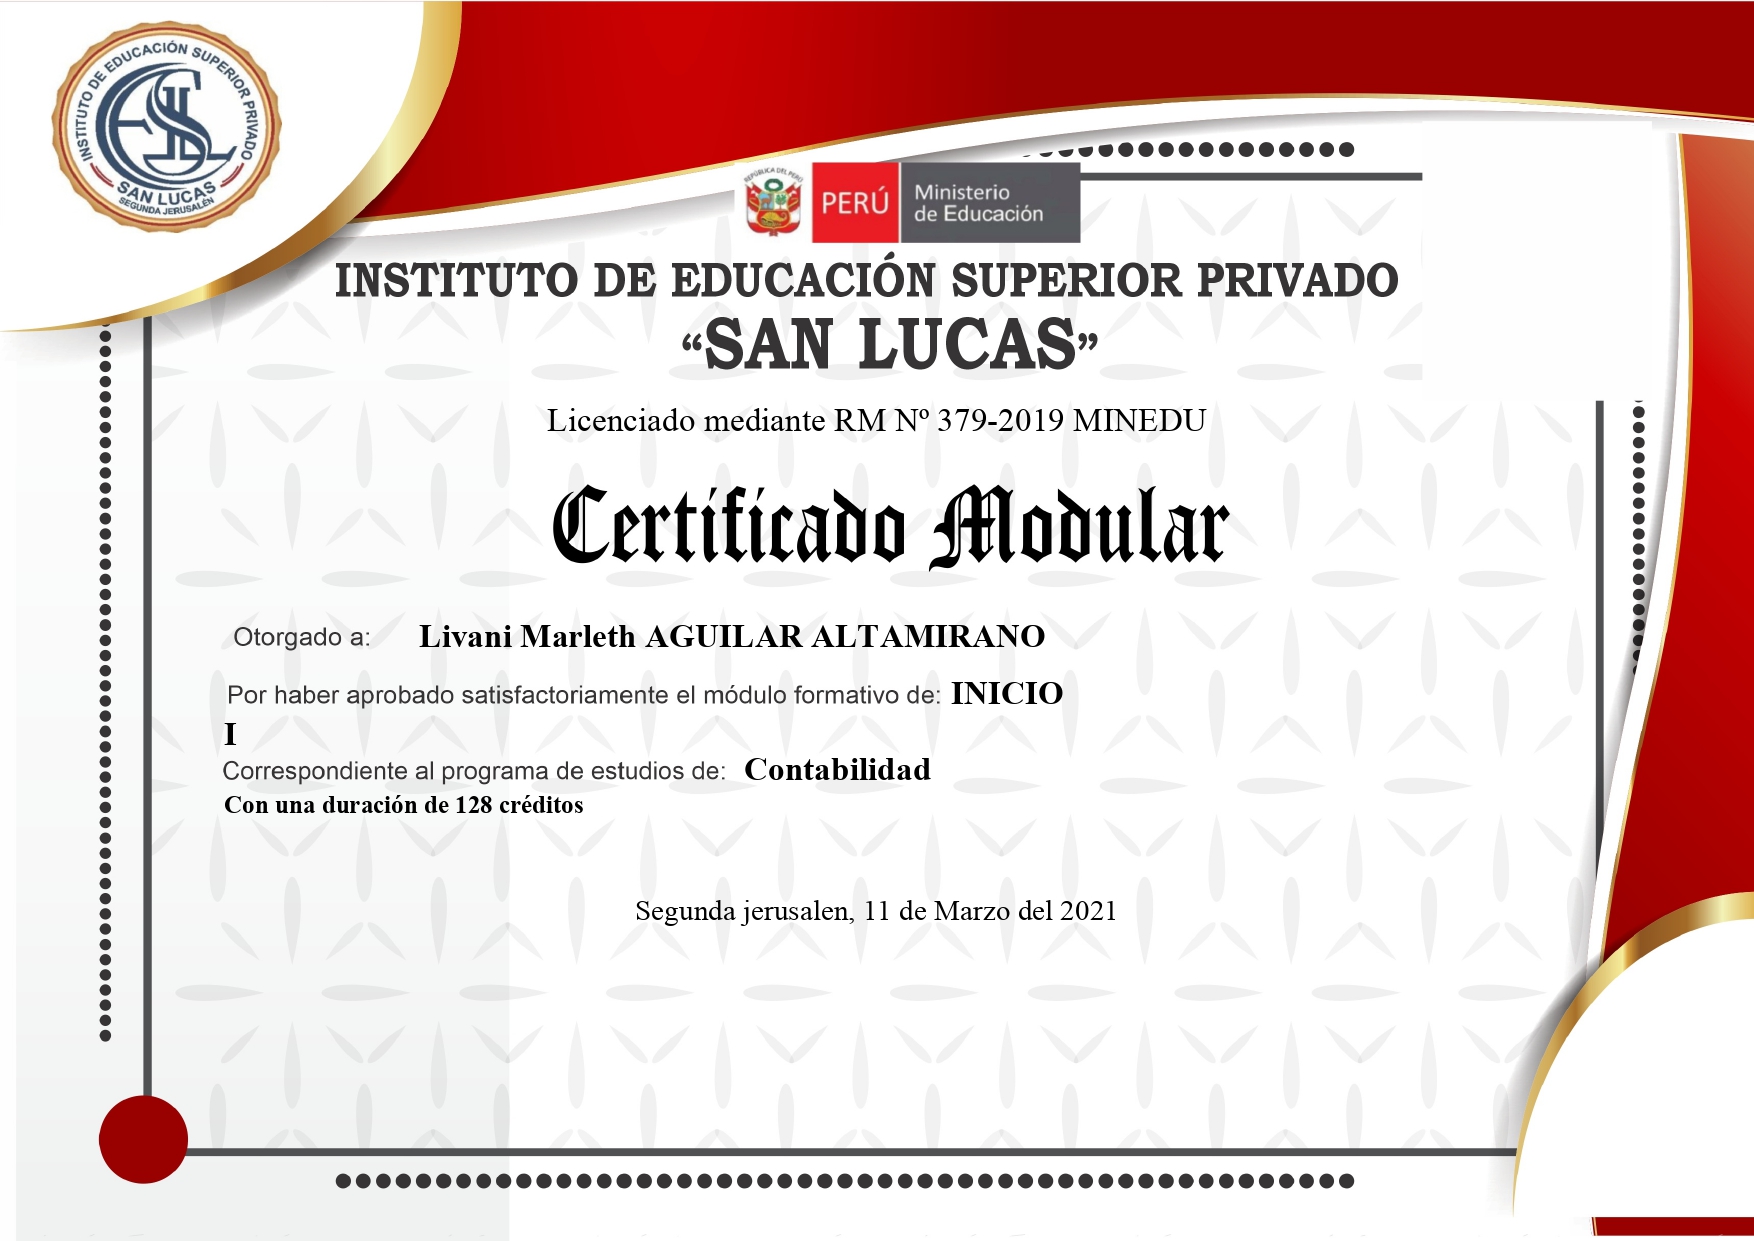 INSTITUTO DE EDUCACIÓN SUPERIOR PRIVADO
SAN LUCAS
SEGUNDA JERUSALÉN
REPÚBLICA DEL PERÚ
PERÚ
Ministerio
de Educación
INSTITUTO DE EDUCACIÓN SUPERIOR PRIVADO
“SAN LUCAS”
Licenciado mediante RM Nº 379-2019 MINEDU
Certificado Modular
Otorgado a: Livani Marleth AGUILAR ALTAMIRANO
Por haber aprobado satisfactoriamente el módulo formativo de: INICIO
I
Correspondiente al programa de estudios de: Contabilidad
Con una duración de 128 créditos
Segunda jerusalen, 11 de Marzo del 2021